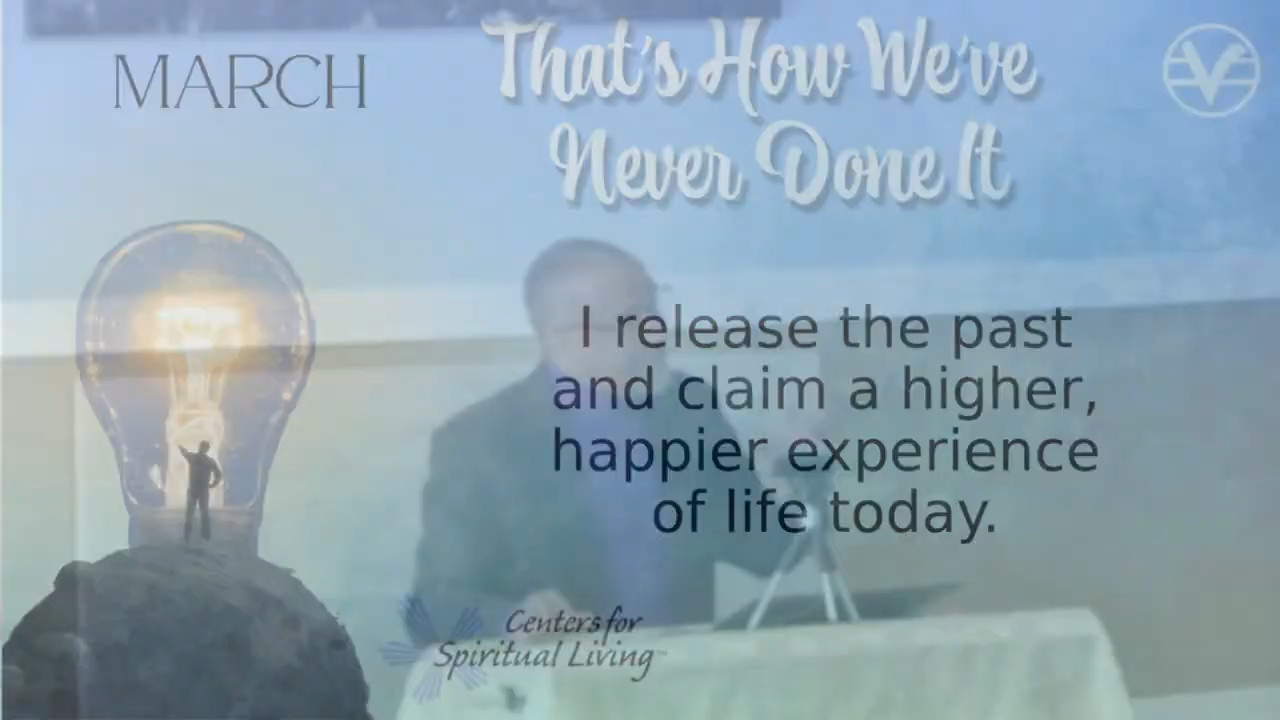 MARCH
That's How We've
Never Done It
I release the past
and claim a higher,
happier experience
of life today.
Centers for
Spiritual Living™